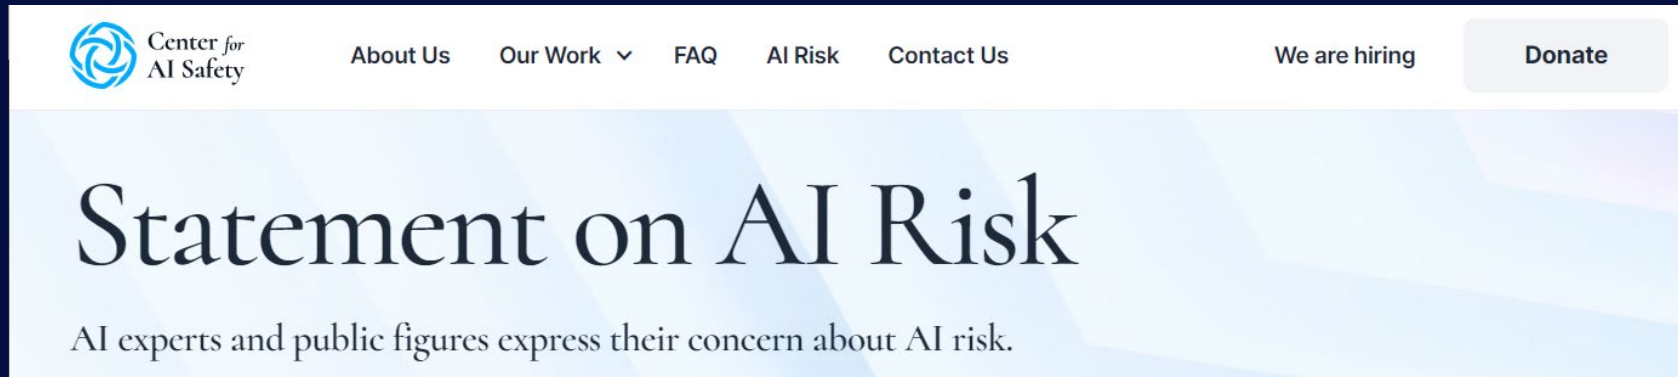 Center for
AI Safety
About Us
Our Work
FAQ
AI Risk
Contact Us
We are hiring
Donate
Statement on AI Risk
AI experts and public figures express their concern about AI risk.